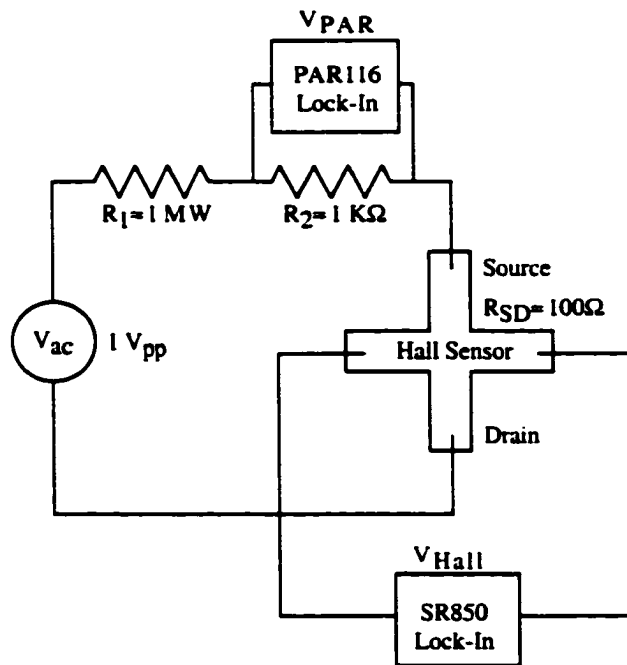 VPAR
PAR116
Lock-In
R1= 1 MW
R2= 1 KΩ
Source
RSD= 100Ω
Vac
1 Vpp
Hall Sensor
Drain
VHall
SR850
Lock-In